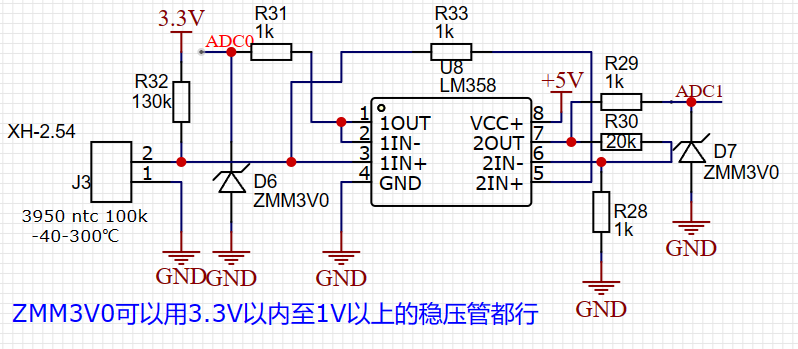 3.3V
R31
1k
R33
1k
ADC0
U8
LM358
R32
130k
+5V
R29
1k
ADC1
XH-2.54
1
1OUT
VCC+
8
2
1IN-
2OUT
7
R30
20k
3
1IN+
2IN-
6
4
GND
2IN+
5
2
1
J3
D6
ZMM3V0
D7
ZMM3V0
3950 ntc 100k
-40-300℃
R28
1k
GND
GND
GND
GND
GND
ZMM3V0可以用3.3V以内至1V以上的稳压管都行